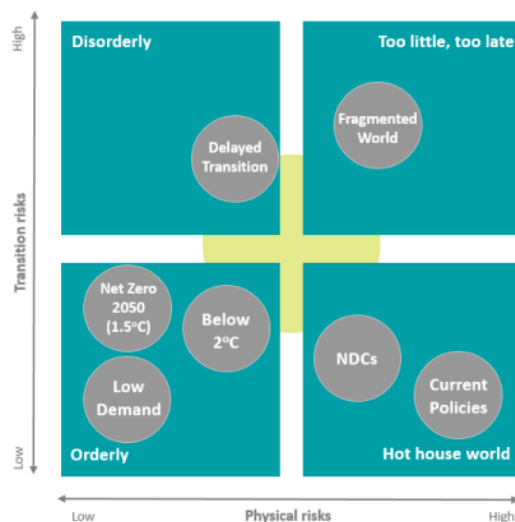 High
Disorderly
Too little, too late
Delayed
Transition
Fragmented
World
Transition risks
Net Zero
2050
(1.5°C)
Below
2°C
NDCs
Low
Demand
Current
Policies
Orderly
Hot house world
Low
Low
Physical risks
High